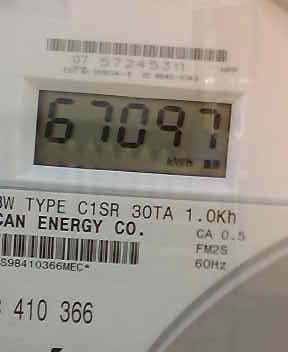 07 57245311
67097
kWh
BW TYPE C1SR 30TA 1.0Kh
CAN ENERGY CO.
CA 0.5
FM2S
60Hz
S98410366MEC*
410 366